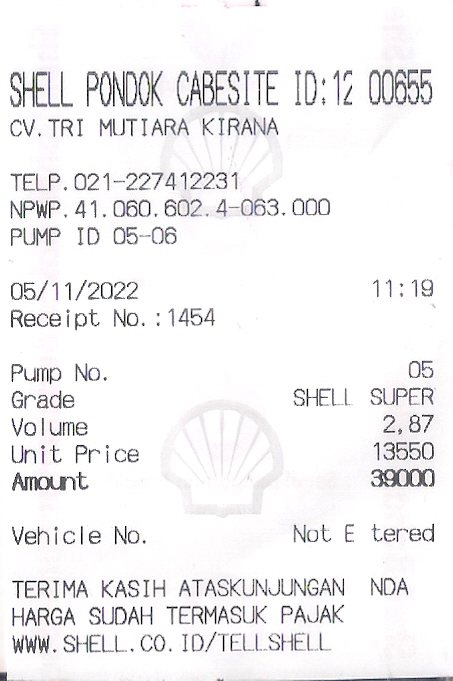 SHELL PONDOK CABESITE ID:12 00655
CV.TRI MUTIARA KIRANA
TELP.021-227412231
NPWP.41.060.602.4-063.000
PUMP ID 05-06
05/11/2022 11:19
Receipt No.:1454
Pump No. 05
Grade SHELL SUPER
Volume 2,87
Unit Price 13550
Amount 39000
Vehicle No. Not E tered
TERIMA KASIH ATASKUNJUNGAN NDA
HARGA SUDAH TERMASUK PAJAK
WWW.SHELL.CO.ID/TELLSHELL